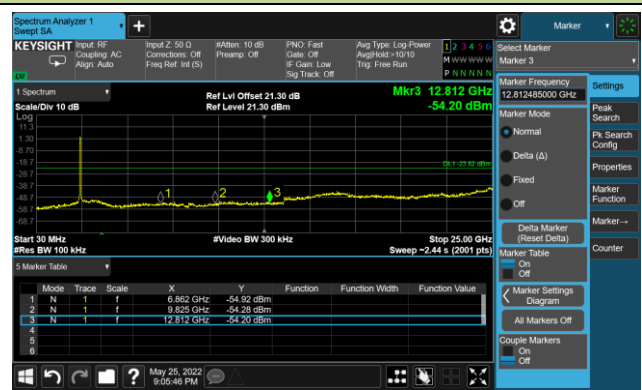 Spectrum Analyzer 1
Swept SA
Marker
KEYSIGHT
Input: RF
Coupling: AC
Align: Auto
Input Z: 50 Ω
Corrections: Off
Freq Ref: Int (S)
#Atten: 10 dB
Preamp: Off
PNO: Fast
Gate: Off
IF Gain: Low
Sig Track: Off
Avg Type: Log-Power
Avg|Hold:>10/10
Trig: Free Run
1 2 3 4 5 6
M W W W W W
P N N N N N
LV
Select Marker
Marker 3
1 Spectrum
Scale/Div 10 dB
Ref Lvl Offset 21.30 dB
Ref Level 21.30 dBm
Mkr3 12.812 GHz
-54.20 dBm
Log
11.3
1.30
-8.70
-18.7
-28.7
-38.7
-48.7
-58.7
-68.7
DL1 -23.82 dBm
1
2
3
Start 30 MHz
#Res BW 100 kHz
#Video BW 300 kHz
Stop 25.00 GHz
Sweep ~2.44 s (2001 pts)
5 Marker Table
Mode Trace Scale X Y Function Function Width Function Value
1 N 1 f 6.862 GHz -54.92 dBm
2 N 1 f 9.825 GHz -54.28 dBm
3 N 1 f 12.812 GHz -54.20 dBm
4
5
6
May 25, 2022
9:05:46 PM
Marker Frequency
12.812485000 GHz
Marker Mode
Normal
Delta (Δ)
Fixed
Off
Delta Marker
(Reset Delta)
Marker Table
On
Off
Marker Settings
Diagram
All Markers Off
Couple Markers
On
Off
Settings
Peak
Search
Pk Search
Config
Properties
Marker
Function
Marker→
Counter